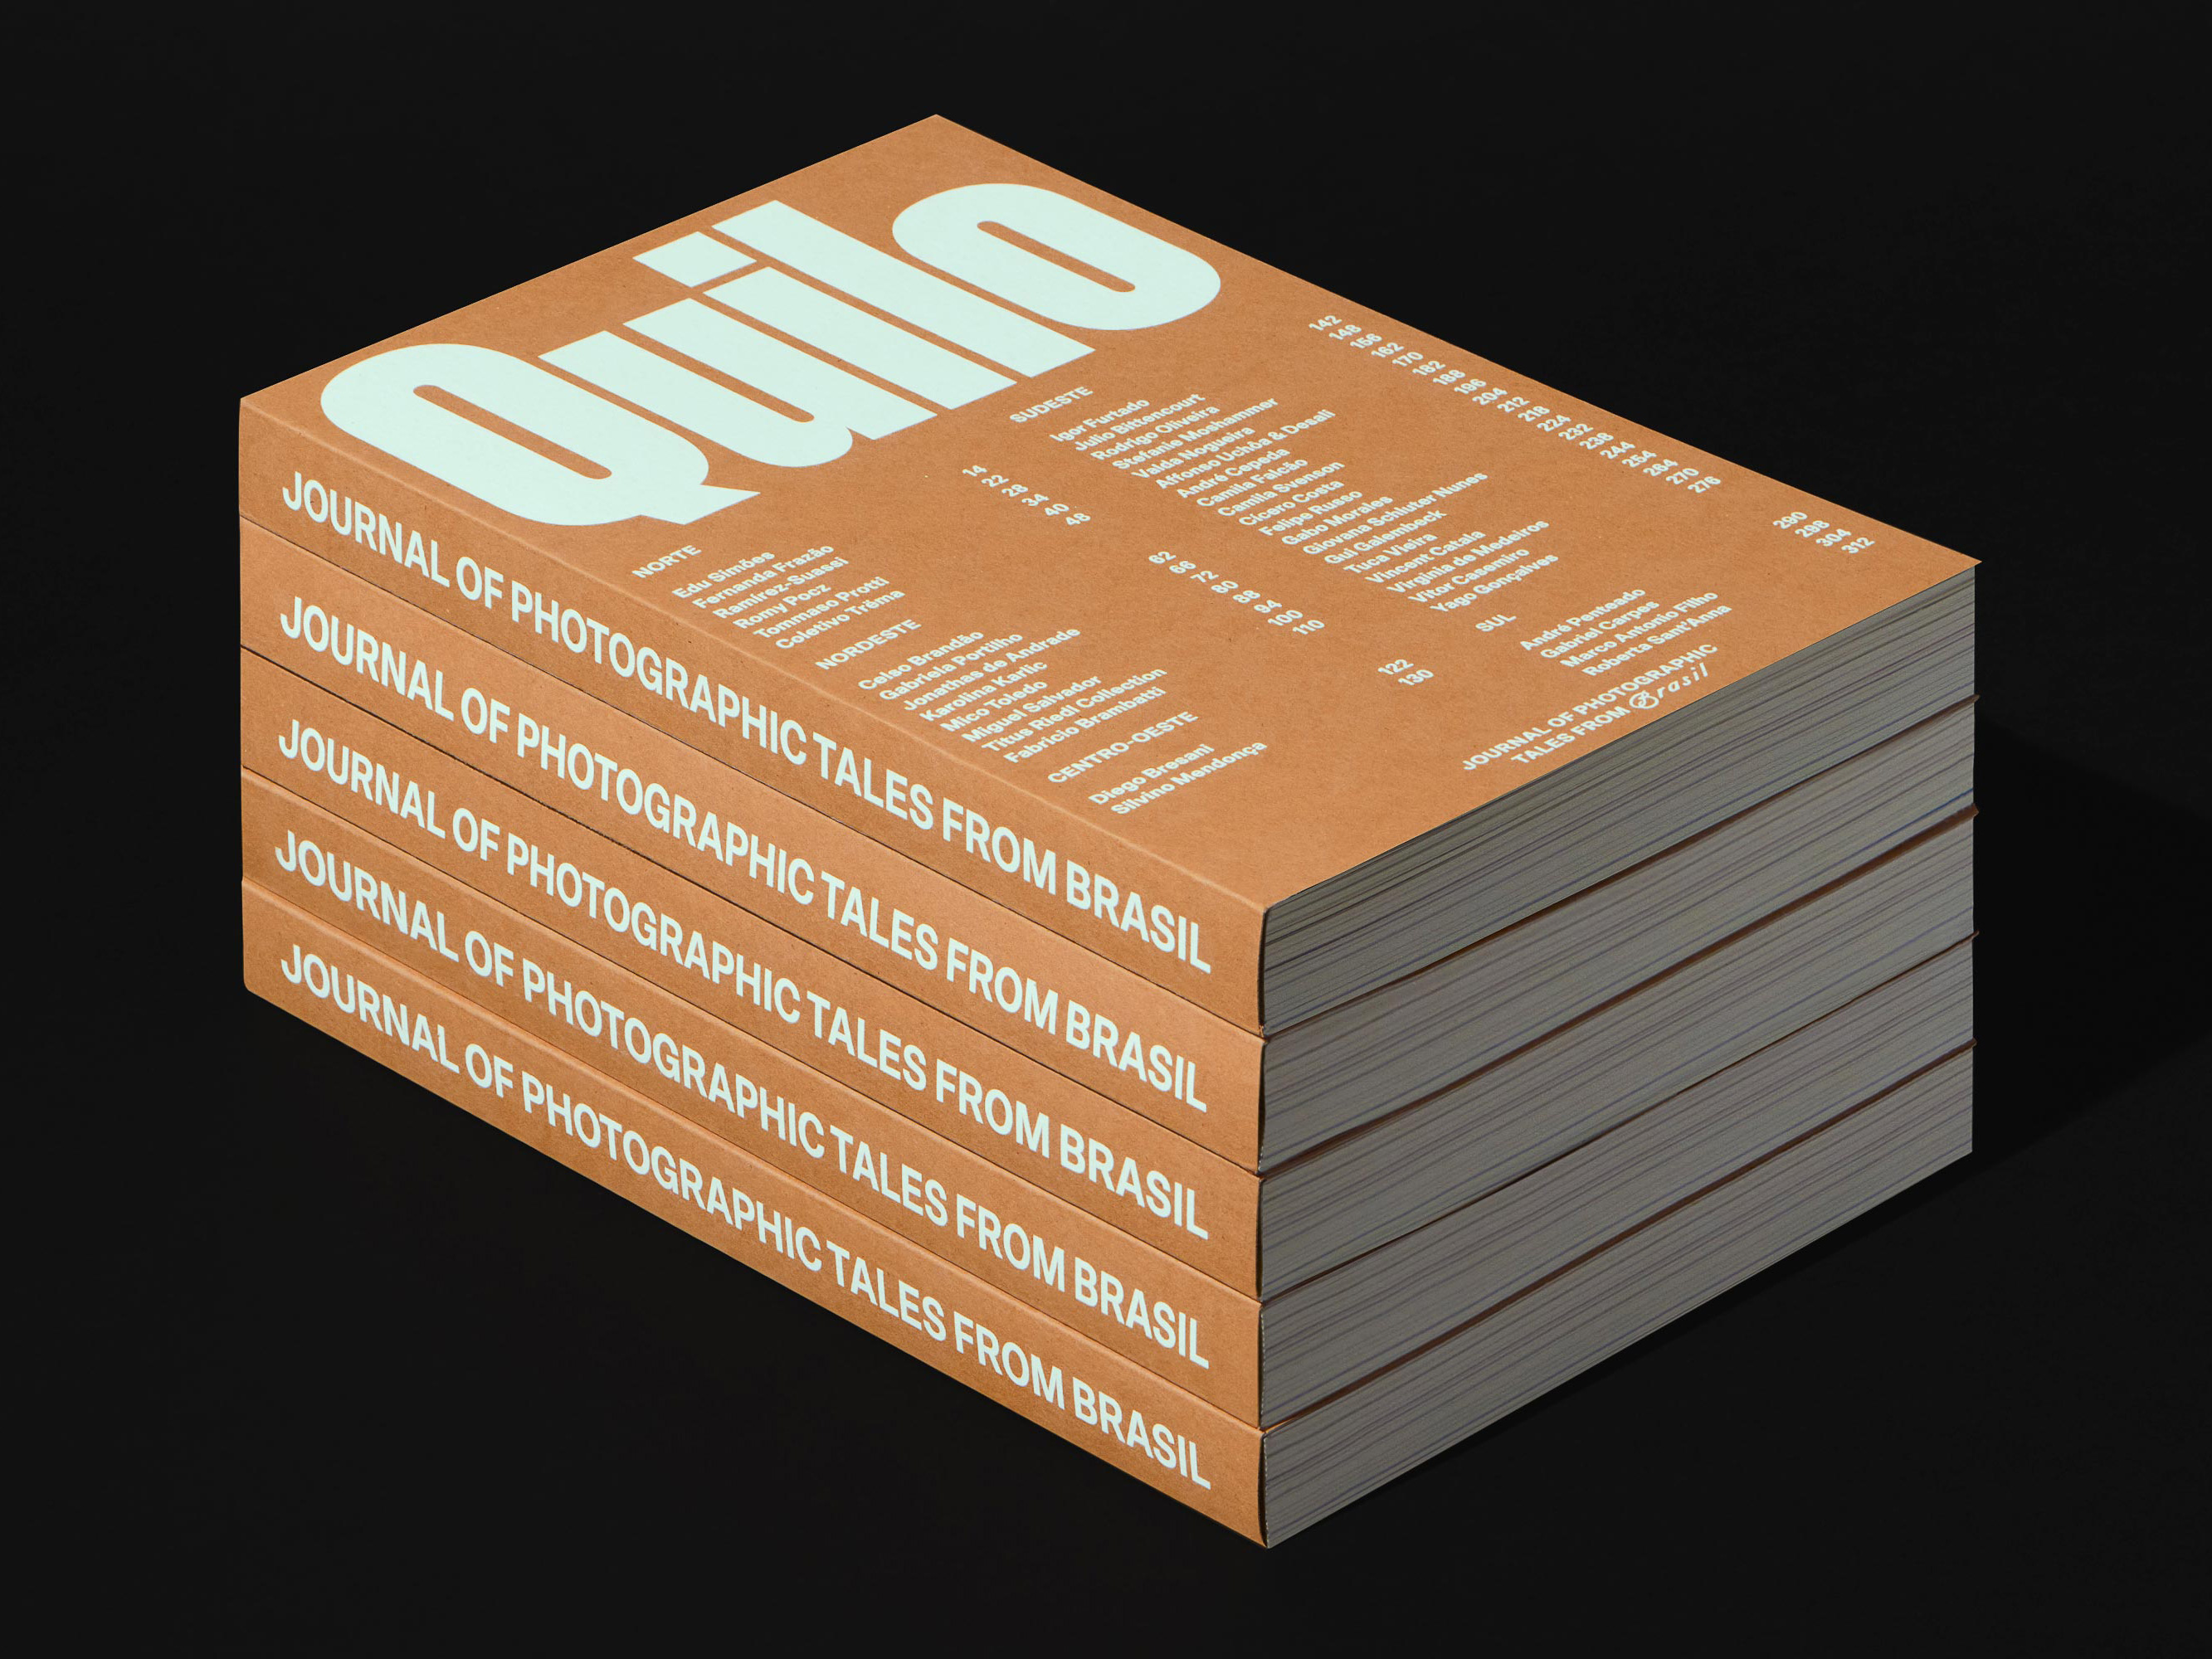 Quilo
NORTE
Edu Simões 14
Fernanda Frazão 22
Ramírez-Suassi 28
Romy Pocz 34
Tommaso Protti 40
Coletivo Trëma 48
NORDESTE
Celso Brandão 62
Gabriela Portilho 66
Jonathas de Andrade 72
Karolina Karlic 80
Mico Toledo 88
Miguel Salvador 94
Titus Riedl Collection 100
Fabricio Brambatti 110
CENTRO-OESTE
Diego Bresani 122
Silvino Mendonça 130
SUDESTE
Igor Furtado 142
Julio Bittencourt 148
Rodrigo Oliveira 156
Stefanie Moshammer 162
Valda Nogueira 170
Affonso Uchôa & Desali 182
André Cepeda 188
Camila Falcão 196
Camila Svenson 204
Cícero Costa 212
Felipe Russo 218
Gabo Morales 224
Giovana Schluter Nunes 232
Gui Galembeck 238
Tuca Vieira 244
Vincent Catala 254
Virginia de Medeiros 264
Vitor Casemiro 270
Yago Gonçalves 276
SUL
André Penteado 290
Gabriel Carpes 298
Marco Antonio Filho 304
Roberta Sant'Anna 312
JOURNAL OF PHOTOGRAPHIC
TALES FROM Brasil
JOURNAL OF PHOTOGRAPHIC TALES FROM BRASIL
JOURNAL OF PHOTOGRAPHIC TALES FROM BRASIL
JOURNAL OF PHOTOGRAPHIC TALES FROM BRASIL
JOURNAL OF PHOTOGRAPHIC TALES FROM BRASIL
JOURNAL OF PHOTOGRAPHIC TALES FROM BRASIL